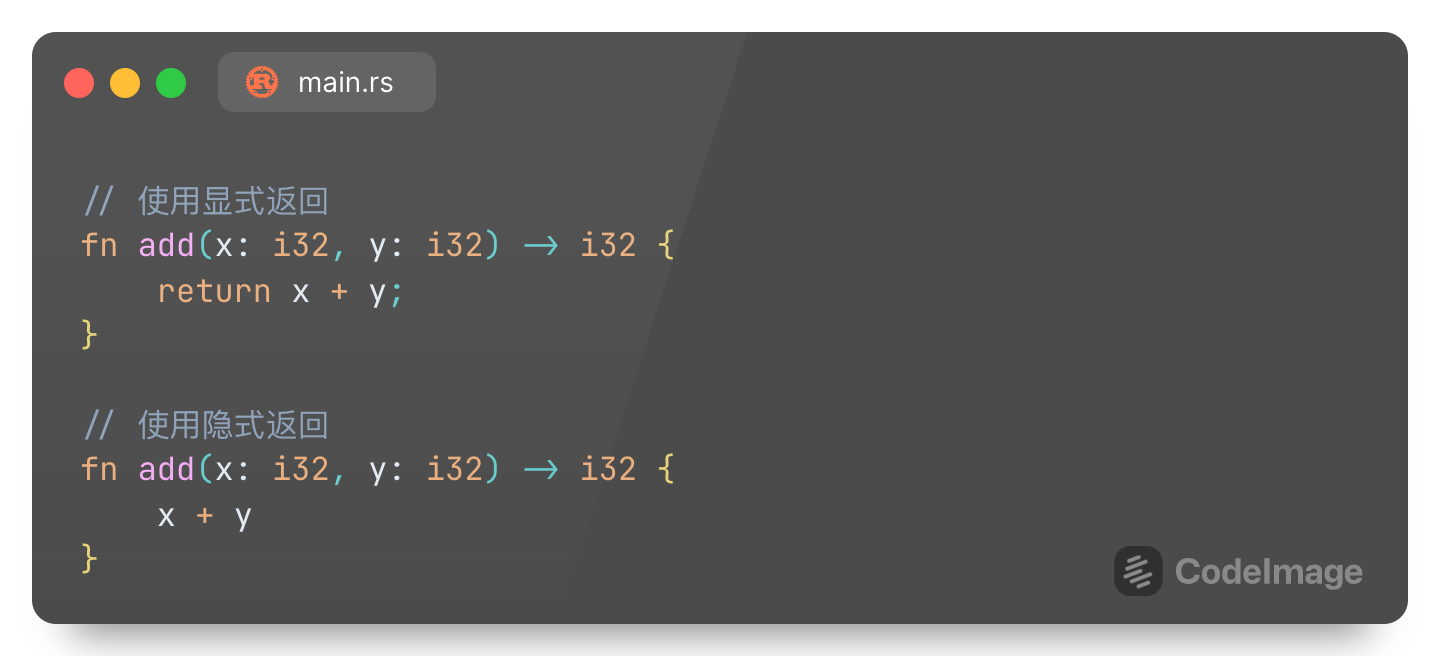 main.rs
// 使用显式返回
fn add(x: i32, y: i32) -> i32 {
    return x + y;
}
// 使用隐式返回
fn add(x: i32, y: i32) -> i32 {
    x + y
}
CodeImage